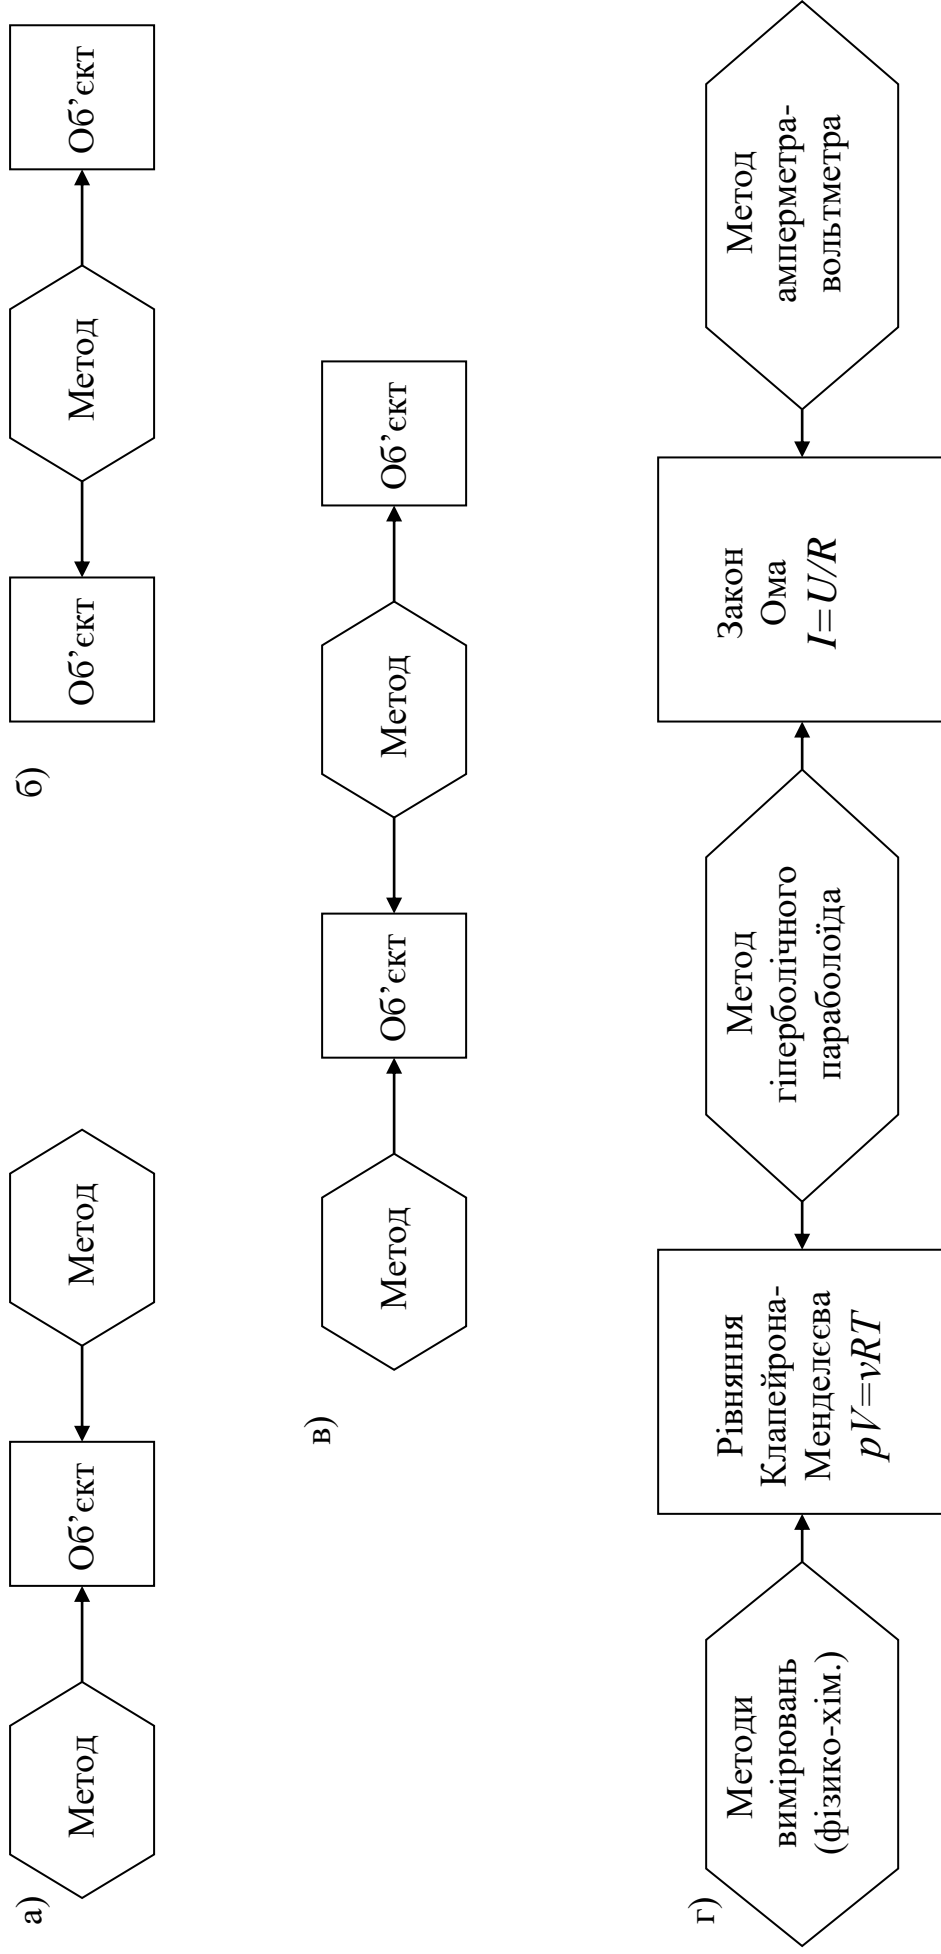 а)
Метод
Об’єкт
Метод
б)
Об’єкт
Метод
Об’єкт
в)
Метод
Об’єкт
Метод
Об’єкт
г)
Методи
вимірювань
(фізико-хім.)
Рівняння
Клапейрона-
Менделєєва
pV=νRT
Метод
гіперболічного
параболоїда
Закон
Ома
I=U/R
Метод
амперметра-
вольтметра